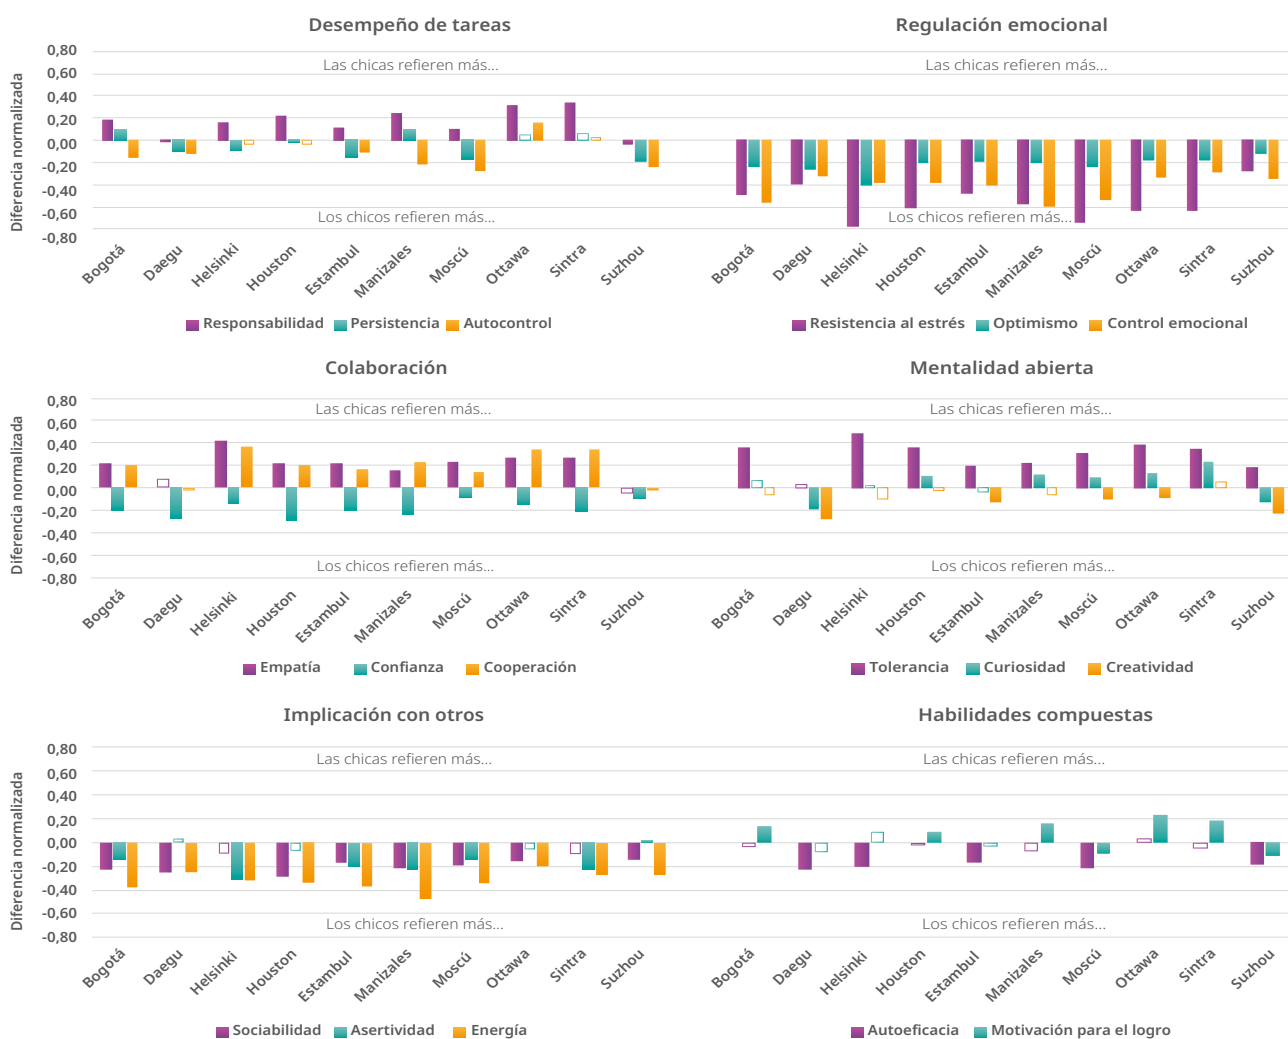 Desempeño de tareas
Diferencia normalizada
0,80
0,60
0,40
0,20
0,00
-0,20
-0,40
-0,60
-0,80
Las chicas refieren más...
Los chicos refieren más...
Bogotá
Daegu
Helsinki
Houston
Estambul
Manizales
Moscú
Ottawa
Sintra
Suzhou
Responsabilidad Persistencia Autocontrol
Regulación emocional
Las chicas refieren más...
Los chicos refieren más...
Bogotá
Daegu
Helsinki
Houston
Estambul
Manizales
Moscú
Ottawa
Sintra
Suzhou
Resistencia al estrés Optimismo Control emocional
Colaboración
Diferencia normalizada
0,80
0,60
0,40
0,20
0,00
-0,20
-0,40
-0,60
-0,80
Las chicas refieren más...
Los chicos refieren más...
Bogotá
Daegu
Helsinki
Houston
Estambul
Manizales
Moscú
Ottawa
Sintra
Suzhou
Empatía Confianza Cooperación
Mentalidad abierta
Las chicas refieren más...
Los chicos refieren más...
Bogotá
Daegu
Helsinki
Houston
Estambul
Manizales
Moscú
Ottawa
Sintra
Suzhou
Tolerancia Curiosidad Creatividad
Implicación con otros
Diferencia normalizada
0,80
0,60
0,40
0,20
0,00
-0,20
-0,40
-0,60
-0,80
Las chicas refieren más...
Los chicos refieren más...
Bogotá
Daegu
Helsinki
Houston
Estambul
Manizales
Moscú
Ottawa
Sintra
Suzhou
Sociabilidad Asertividad Energía
Habilidades compuestas
Las chicas refieren más...
Los chicos refieren más...
Bogotá
Daegu
Helsinki
Houston
Estambul
Manizales
Moscú
Ottawa
Sintra
Suzhou
Autoeficacia Motivación para el logro